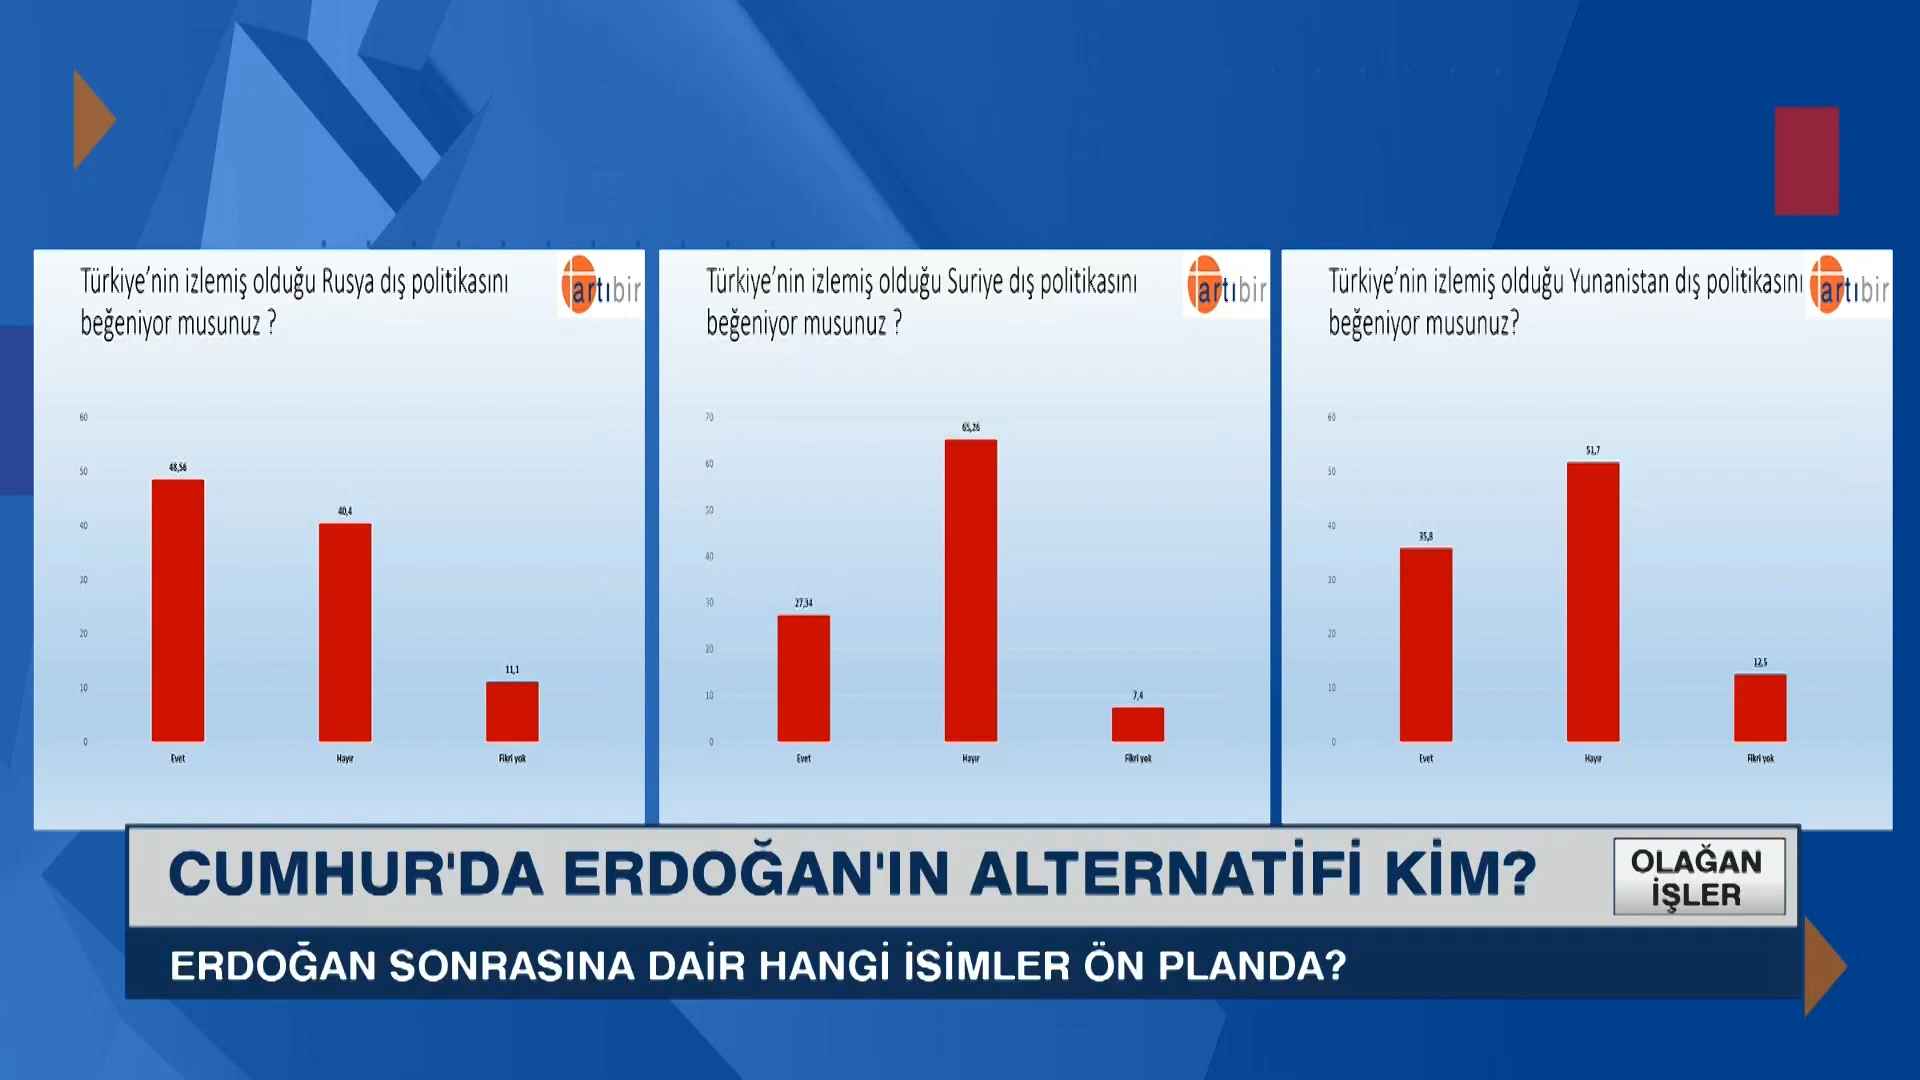 Türkiye'nin izlemiş olduğu Rusya dış politikasını
beğeniyor musunuz ?
artıbir
60
50
40
30
20
10
0
48,56
40,4
11,1
Evet
Hayır
Fikri yok
Türkiye'nin izlemiş olduğu Suriye dış politikasını
beğeniyor musunuz ?
artıbir
70
60
50
40
30
20
10
0
27,34
65,26
7,4
Evet
Hayır
Fikri yok
Türkiye'nin izlemiş olduğu Yunanistan dış politikasını
beğeniyor musunuz?
artıbir
60
50
40
30
20
10
0
35,8
51,7
12,5
Evet
Hayır
Fikri yok
CUMHUR'DA ERDOĞAN'IN ALTERNATİFİ KİM?
OLAĞAN
İŞLER
ERDOĞAN SONRASINA DAİR HANGİ İSİMLER ÖN PLANDA?